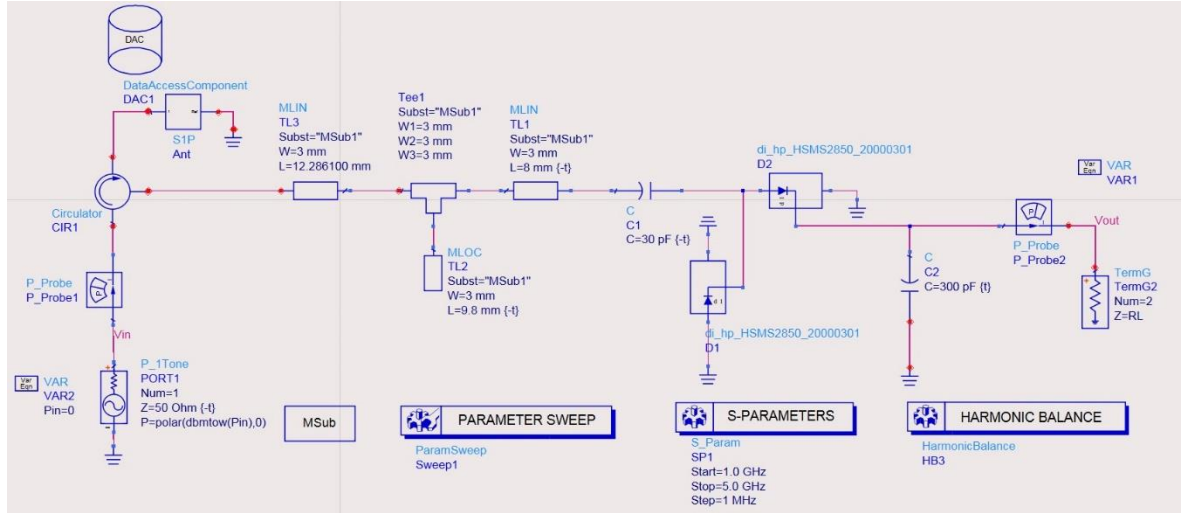 DAC
DataAccessComponent
DAC1
S1P
Ant
Ref
Circulator
CIR1
P_Probe
P_Probe1
Vin
P_1Tone
PORT1
Num=1
Z=50 Ohm {-t}
P=polar(dbmtow(Pin),0)
Var
Eqn
VAR
VAR2
Pin=0
MLIN
TL3
Subst="MSub1"
W=3 mm
L=12.286100 mm
Tee1
Subst="MSub1"
W1=3 mm
W2=3 mm
W3=3 mm
MLIN
TL1
Subst="MSub1"
W=3 mm
L=8 mm {-t}
MLOC
TL2
Subst="MSub1"
W=3 mm
L=9.8 mm {-t}
C
C1
C=30 pF {-t}
di_hp_HSMS2850_20000301
D2
di_hp_HSMS2850_20000301
D1
Var
Eqn
VAR
VAR1
C
C2
C=300 pF {t}
P_Probe
P_Probe2
Vout
TermG
TermG2
Num=2
Z=RL
MSub
PARAMETER SWEEP
ParamSweep
Sweep1
S-PARAMETERS
S_Param
SP1
Start=1.0 GHz
Stop=5.0 GHz
Step=1 MHz
HARMONIC BALANCE
HarmonicBalance
HB3